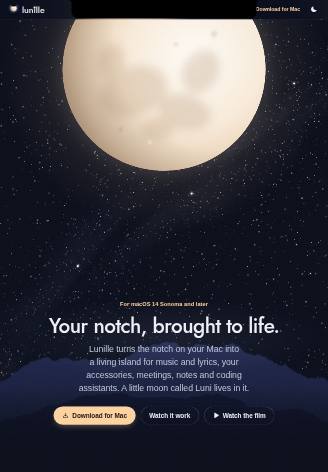 lunille
Download for Mac
For macOS 14 Sonoma and later
Your notch, brought to life.
Lunille turns the notch on your Mac into
a living island for music and lyrics, your
accessories, meetings, notes and coding
assistants. A little moon called Luni lives in it.
Download for Mac
Watch it work
Watch the film